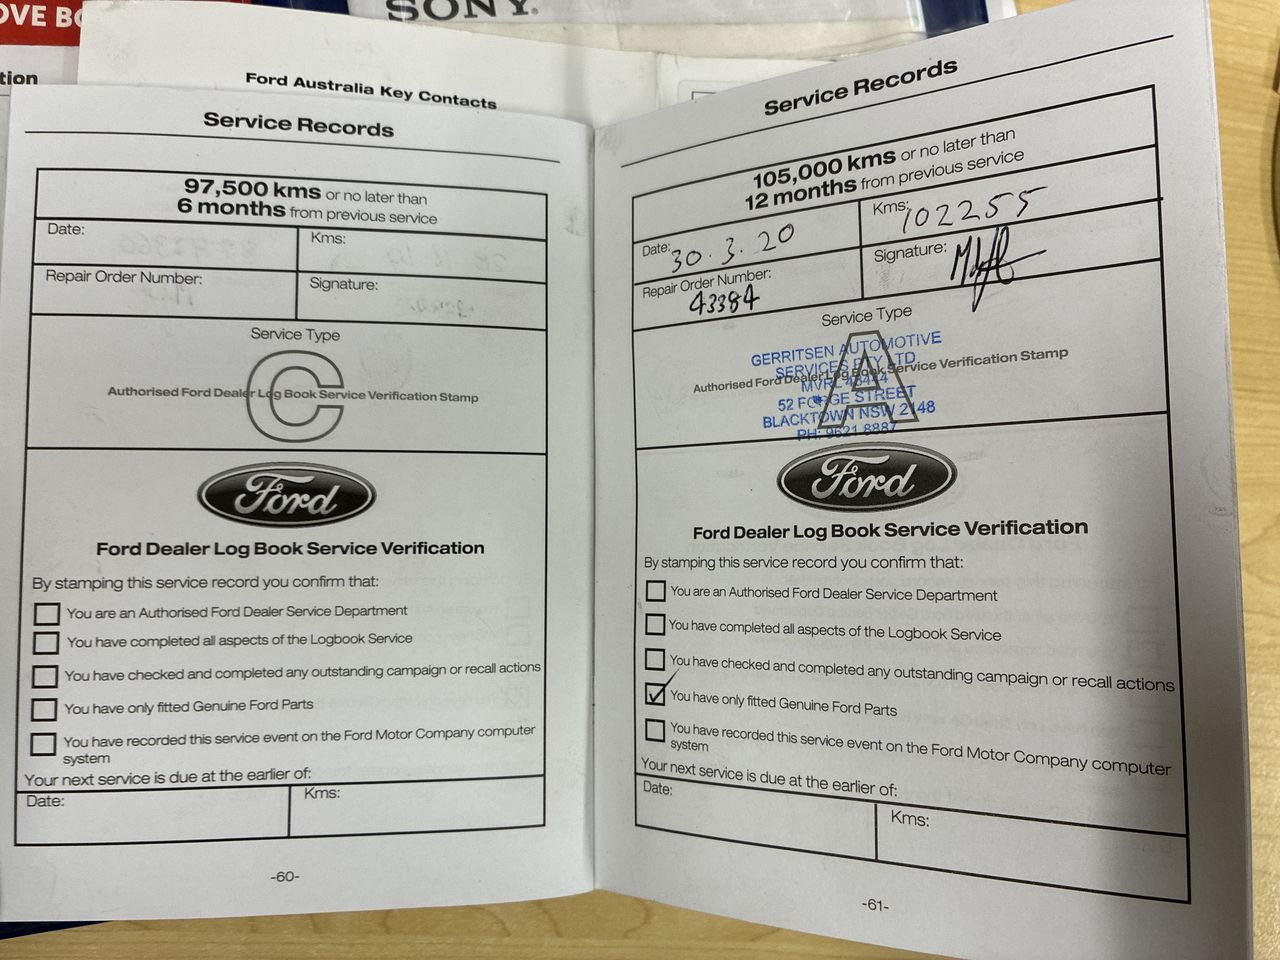 OVE BO
SONY.
tion
Ford Australia Key Contacts
Service Records
97,500 kms or no later than
6 months from previous service
Date:
Kms:
Repair Order Number:
Signature:
Service Type
C
Authorised Ford Dealer Log Book Service Verification Stamp
Ford
Ford Dealer Log Book Service Verification
By stamping this service record you confirm that:
You are an Authorised Ford Dealer Service Department
You have completed all aspects of the Logbook Service
You have checked and completed any outstanding campaign or recall actions
You have only fitted Genuine Ford Parts
You have recorded this service event on the Ford Motor Company computer
system
Your next service is due at the earlier of:
Date:
Kms:
-60-
Service Records
105,000 kms or no later than
12 months from previous service
Date: 30.3.20
Kms: 102255
Repair Order Number:
43384
Signature:
Service Type
A
Authorised Ford Dealer Log Book Service Verification Stamp
GERRITSEN AUTOMOTIVE
SERVICES PTY LTD
MVRL 48444
52 FORGE STREET
BLACKTOWN NSW 2148
PH: 9621 8887
Ford
Ford Dealer Log Book Service Verification
By stamping this service record you confirm that:
You are an Authorised Ford Dealer Service Department
You have completed all aspects of the Logbook Service
You have checked and completed any outstanding campaign or recall actions
You have only fitted Genuine Ford Parts
You have recorded this service event on the Ford Motor Company computer
system
Your next service is due at the earlier of:
Date:
Kms:
-61-